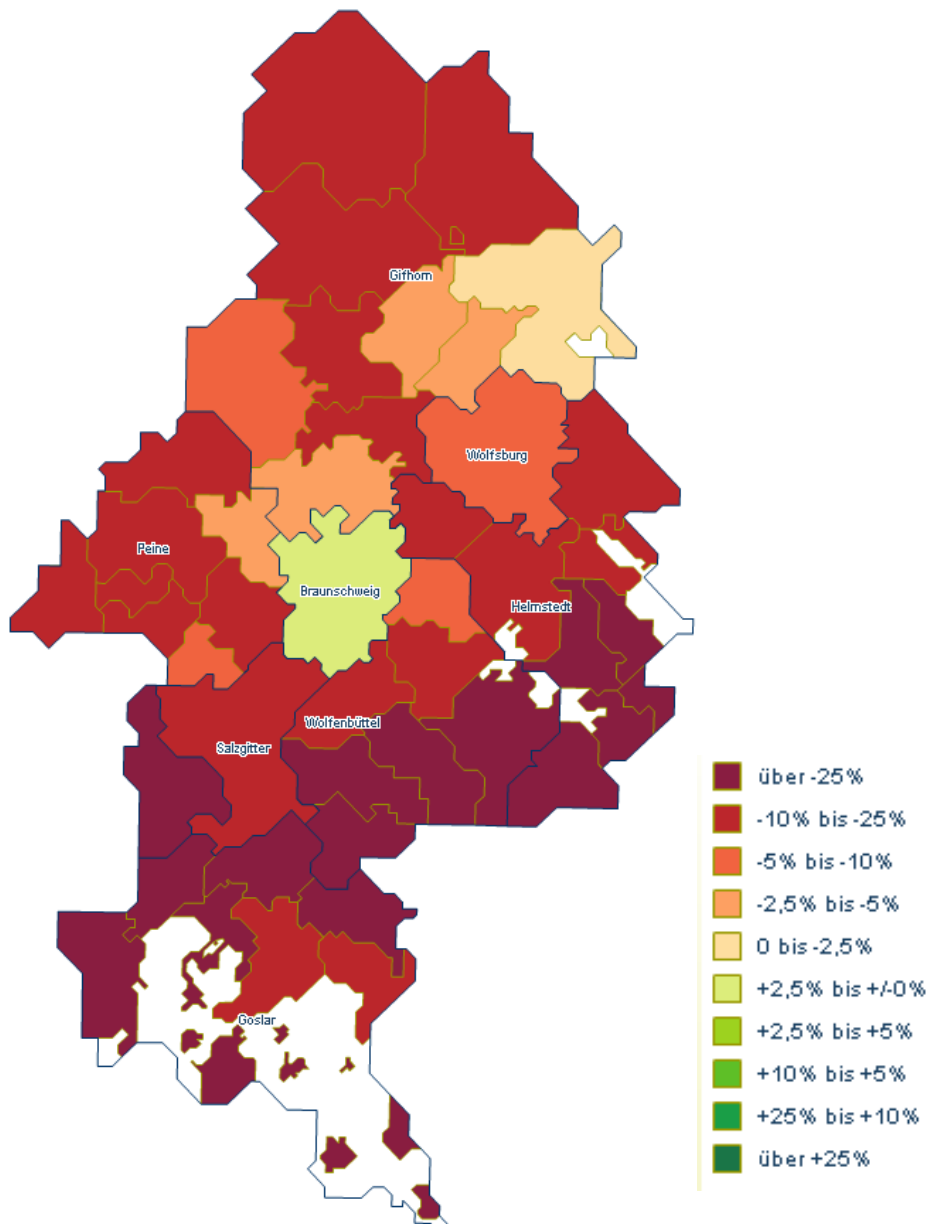 Gifhorn
Wolfsburg
Peine
Braunschweig
Helmstedt
Wolfenbüttel
Salzgitter
Goslar
über -25%
-10% bis -25%
-5% bis -10%
-2,5% bis -5%
0 bis -2,5%
+2,5% bis +/-0%
+2,5% bis +5%
+10% bis +5%
+25% bis +10%
über +25%